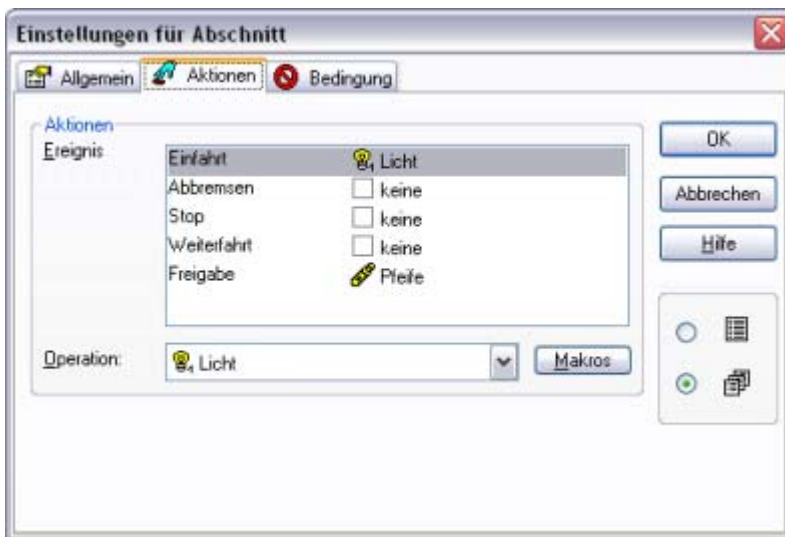 Einstellungen für Abschnitt
Allgemein Aktionen Bedingung
Aktionen
Ereignis
Einfahrt Licht
Abbremsen keine
Stop keine
Weiterfahrt keine
Freigabe Pfeife
Operation: Licht Makros
OK
Abbrechen
Hilfe